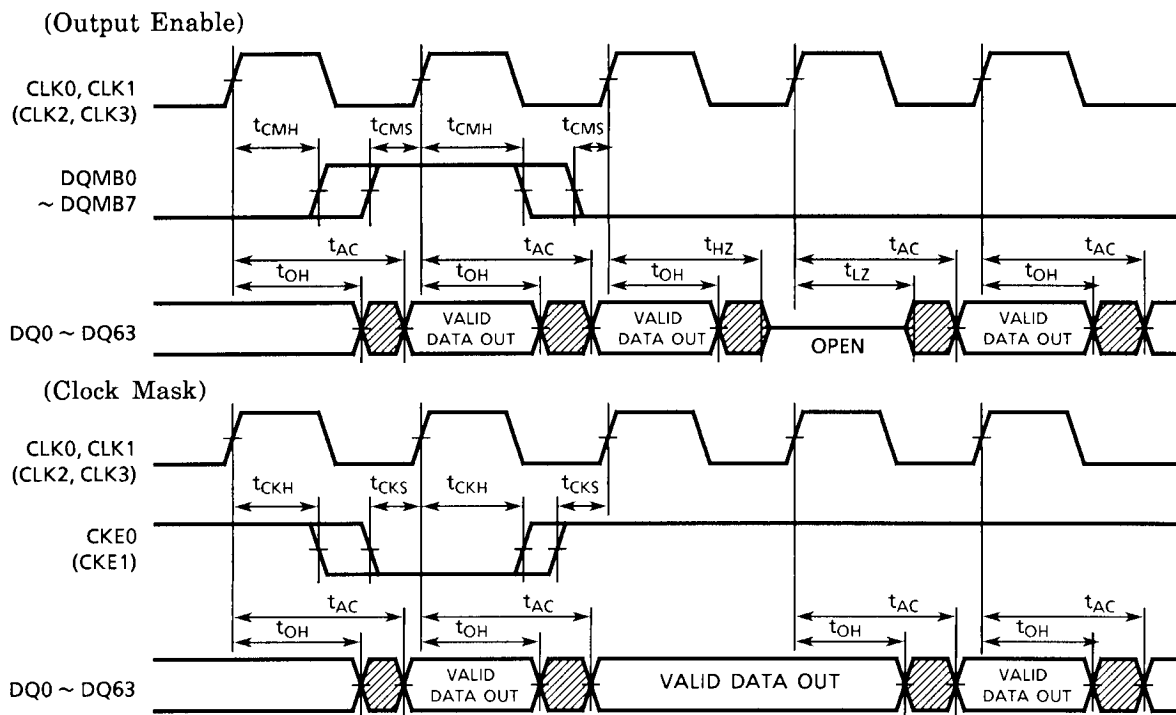 (Output Enable)
CLK0, CLK1
(CLK2, CLK3)
tCMH tCMS tCMH tCMS
DQMB0
~ DQMB7
tAC tAC tHZ tAC tAC
tOH tOH tOH tLZ tOH
DQ0 ~ DQ63
VALID DATA OUT
VALID DATA OUT
OPEN
VALID DATA OUT
(Clock Mask)
CLK0, CLK1
(CLK2, CLK3)
tCKH tCKS tCKH tCKS
CKE0
(CKE1)
tAC tAC tAC tAC
tOH tOH tOH tOH
DQ0 ~ DQ63
VALID DATA OUT
VALID DATA OUT
VALID DATA OUT